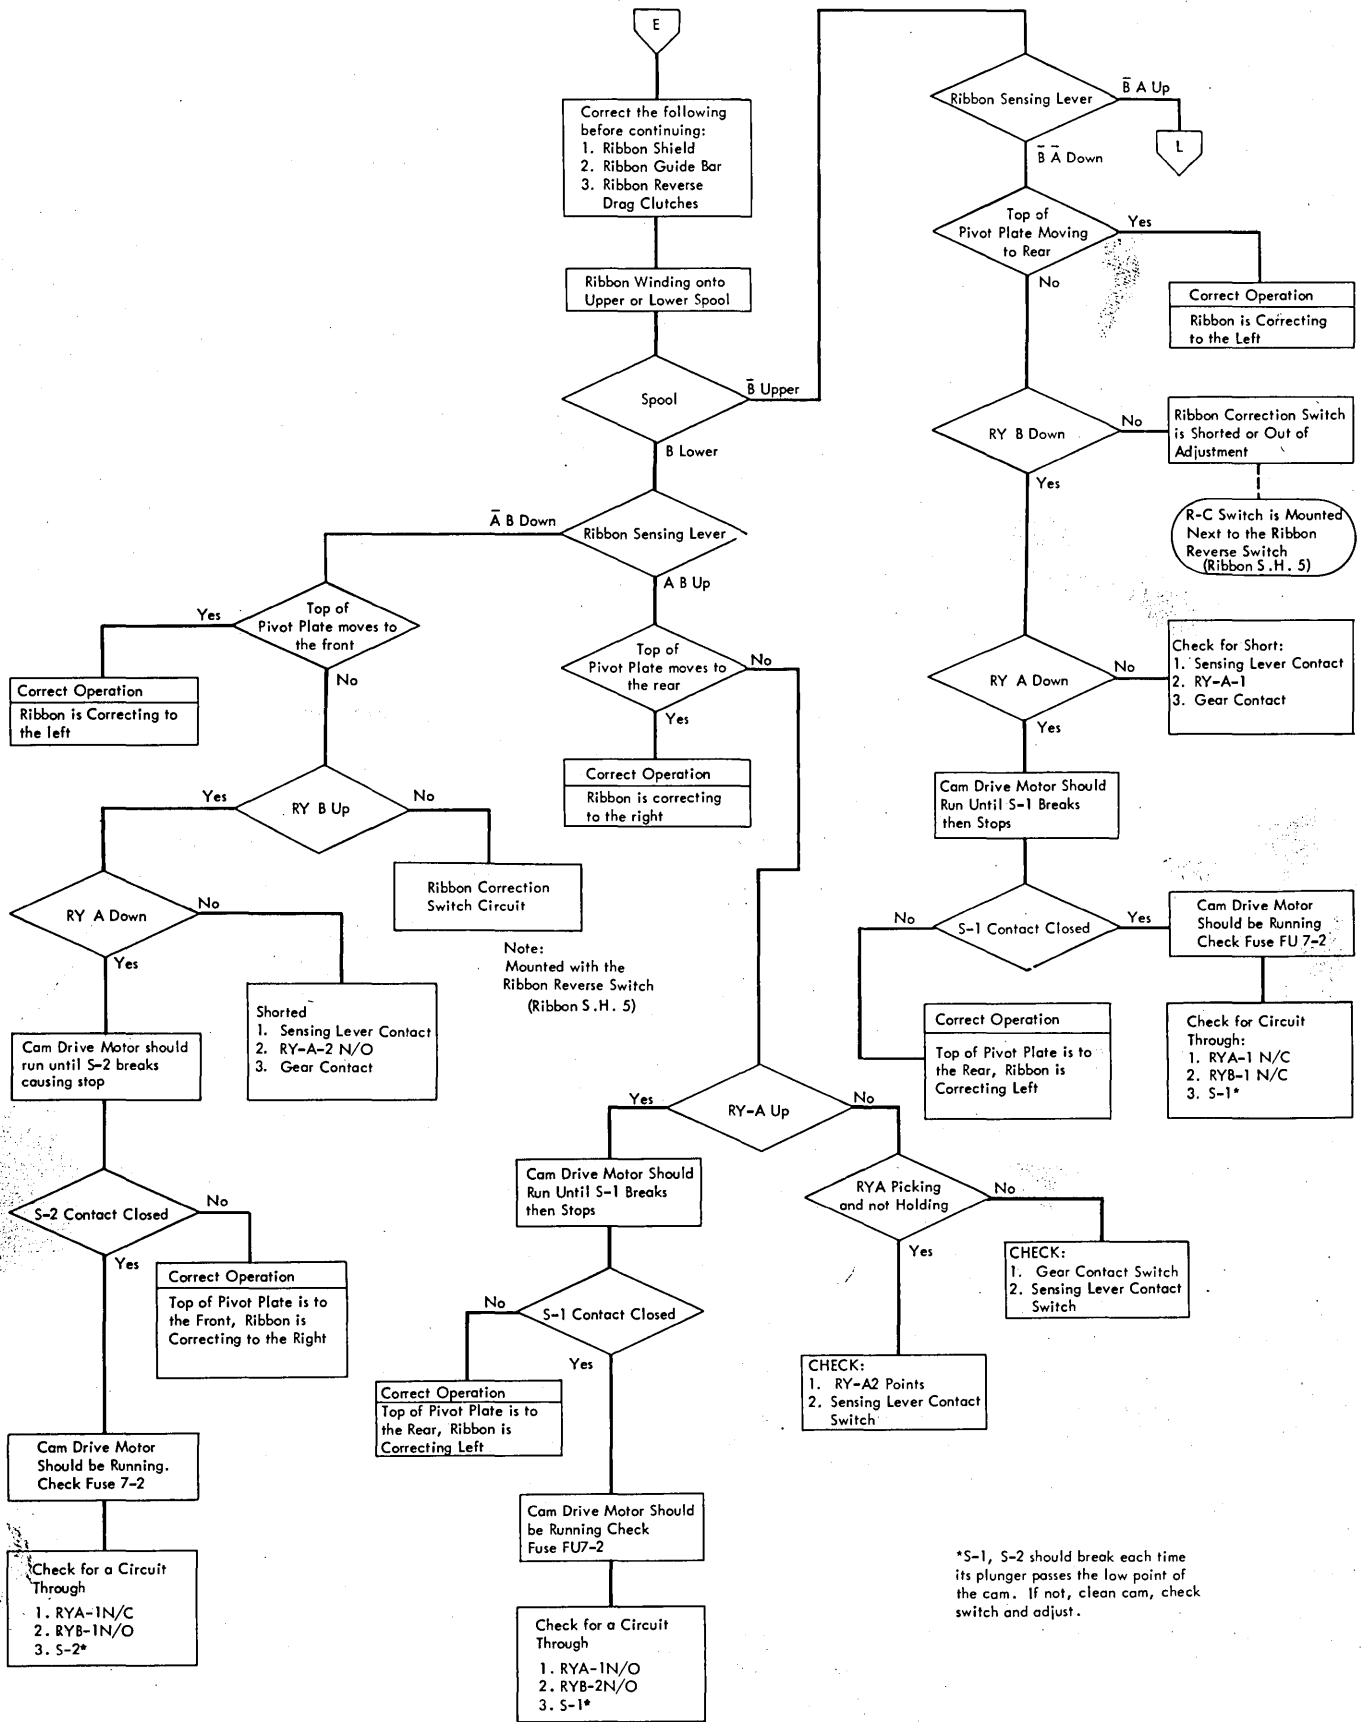 E
Correct the following
before continuing:
1. Ribbon Shield
2. Ribbon Guide Bar
3. Ribbon Reverse
Drag Clutches
Ribbon Winding onto
Upper or Lower Spool
Spool
B̄ Upper
B Lower
Ribbon Sensing Lever
B̄ A Up
L
B̄ Ā Down
Top of
Pivot Plate Moving
to Rear
Yes
No
Correct Operation
Ribbon is Correcting
to the Left
RY B Down
No
Ribbon Correction Switch
is Shorted or Out of
Adjustment
R-C Switch is Mounted
Next to the Ribbon
Reverse Switch
(Ribbon S.H. 5)
Yes
RY A Down
No
Check for Short:
1. Sensing Lever Contact
2. RY-A-1
3. Gear Contact
Yes
Cam Drive Motor Should
Run Until S-1 Breaks
then Stops
S-1 Contact Closed
No
Yes
Cam Drive Motor
Should be Running
Check Fuse FU 7-2
Correct Operation
Top of Pivot Plate is to
the Rear, Ribbon is
Correcting Left
Check for Circuit
Through:
1. RYA-1 N/C
2. RYB-1 N/C
3. S-1*
Ribbon Sensing Lever
Ā B Down
A B Up
Top of
Pivot Plate moves to
the front
Yes
No
Correct Operation
Ribbon is Correcting to
the left
Top of
Pivot Plate moves to
the rear
No
Yes
Correct Operation
Ribbon is correcting
to the right
RY B Up
Yes
No
Ribbon Correction
Switch Circuit
Note:
Mounted with the
Ribbon Reverse Switch
(Ribbon S.H. 5)
RY A Down
No
Yes
Shorted
1. Sensing Lever Contact
2. RY-A-2 N/O
3. Gear Contact
Cam Drive Motor should
run until S-2 breaks
causing stop
S-2 Contact Closed
No
Yes
Correct Operation
Top of Pivot Plate is to
the Front, Ribbon is
Correcting to the Right
Cam Drive Motor
Should be Running.
Check Fuse 7-2
Check for a Circuit
Through
1. RYA-1N/C
2. RYB-1N/O
3. S-2*
RY-A Up
Yes
No
Cam Drive Motor Should
Run Until S-1 Breaks
then Stops
RYA Picking
and not Holding
No
Yes
CHECK:
1. Gear Contact Switch
2. Sensing Lever Contact
Switch
CHECK:
1. RY-A2 Points
2. Sensing Lever Contact
Switch
S-1 Contact Closed
No
Yes
Correct Operation
Top of Pivot Plate is to
the Rear, Ribbon is
Correcting Left
Cam Drive Motor Should
be Running Check
Fuse FU7-2
Check for a Circuit
Through
1. RYA-1N/O
2. RYB-2N/O
3. S-1*
*S-1, S-2 should break each time
its plunger passes the low point of
the cam. If not, clean cam, check
switch and adjust.